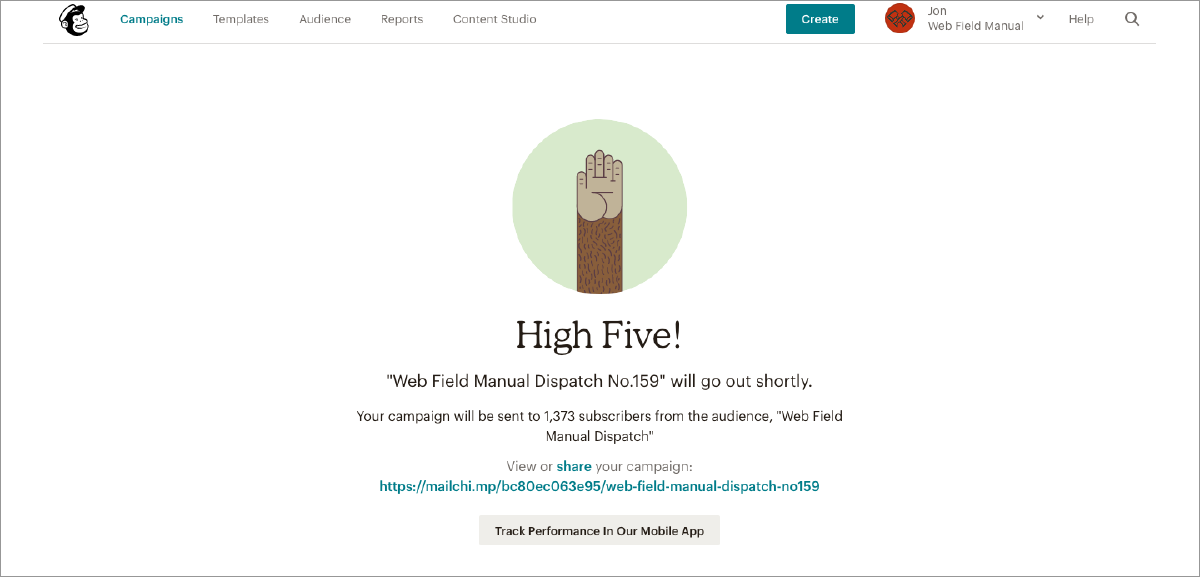 Campaigns Templates Audience Reports Content Studio Create Jon Help
Web Field Manual
High Five!
"Web Field Manual Dispatch No.159" will go out shortly.
Your campaign will be sent to 1,373 subscribers from the audience, "Web Field
Manual Dispatch"
View or share your campaign:
https://mailchi.mp/bc80ec063e95/web-field-manual-dispatch-no159
Track Performance In Our Mobile App